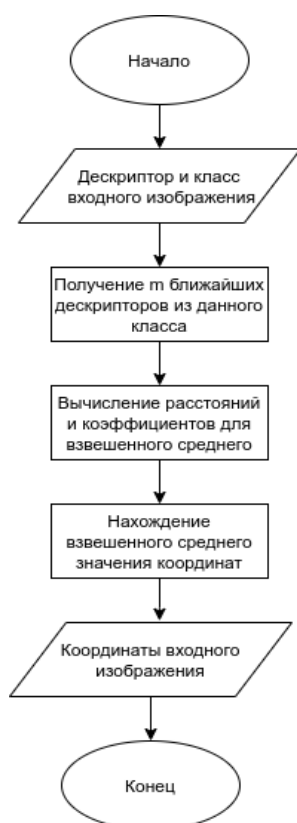 Начало
Дескриптор и класс
входного изображения
Получение m ближайших
дескрипторов из данного
класса
Вычисление расстояний
и коэффициентов для
взвешенного среднего
Нахождение
взвешенного среднего
значения координат
Координаты входного
изображения
Конец